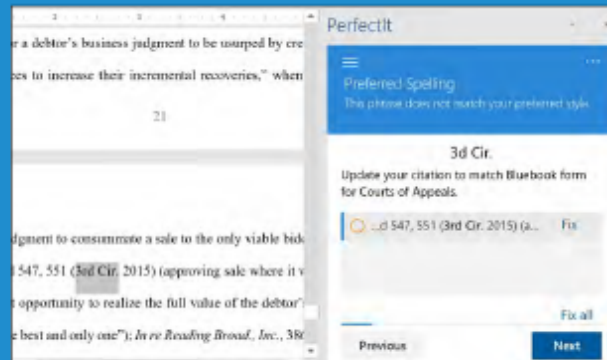 r a debtor's business judgment to be usurped by cre
es to increase their incremental recoveries," when
21
dgment to consummate a sale to the only viable bid
547, 551 (3rd Cir. 2015) (approving sale where it v
t opportunity to realize the full value of the debtor'
e best and only one"); In re Reading Broad., Inc., 386
PerfectIt
Preferred Spelling
This phrase does not match your preferred style.
3d Cir.
Update your citation to match Bluebook form
for Courts of Appeals.
...d 547, 551 (3rd Cir. 2015) (a... Fix
Fix all
Previous Next